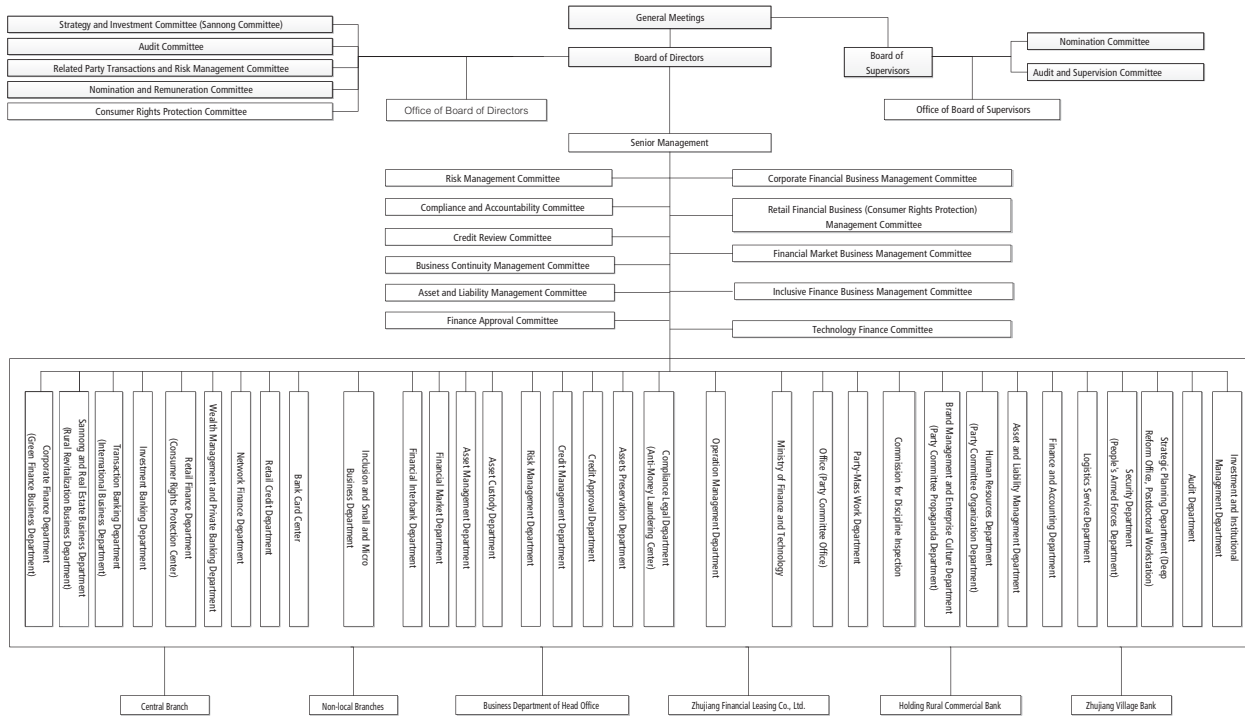 General Meetings
Strategy and Investment Committee (Sannong Committee)
Audit Committee
Related Party Transactions and Risk Management Committee
Nomination and Remuneration Committee
Consumer Rights Protection Committee
Board of Directors
Office of Board of Directors
Board of
Supervisors
Nomination Committee
Audit and Supervision Committee
Office of Board of Supervisors
Senior Management
Risk Management Committee
Compliance and Accountability Committee
Credit Review Committee
Business Continuity Management Committee
Asset and Liability Management Committee
Finance Approval Committee
Corporate Financial Business Management Committee
Retail Financial Business (Consumer Rights Protection)
Management Committee
Financial Market Business Management Committee
Inclusive Finance Business Management Committee
Technology Finance Committee
Corporate Finance Department
(Green Finance Business Department)
Sannong and Real Estate Business Department
(Rural Revitalization Business Department)
Transaction Banking Department
(International Business Department)
Investment Banking Department
Retail Finance Department
(Consumer Rights Protection Center)
Wealth Management and Private Banking Department
Network Finance Department
Retail Credit Department
Bank Card Center
Inclusion and Small and Micro
Business Department
Financial Interbank Department
Financial Market Department
Asset Management Department
Asset Custody Department
Risk Management Department
Credit Management Department
Credit Approval Department
Assets Preservation Department
Compliance Legal Department
(Anti-Money Laundering Center)
Operation Management Department
Ministry of Finance and Technology
Office (Party Committee Office)
Party-Mass Work Department
Commission for Discipline Inspection
Brand Management and Enterprise Culture Department
(Party Committee Propaganda Department)
Human Resources Department
(Party Committee Organization Department)
Asset and Liability Management Department
Finance and Accounting Department
Logistics Service Department
Security Department
(People's Armed Forces Department)
Strategic Planning Department (Deep
Reform Office, Postdoctoral Workstation)
Audit Department
Investment and Institutional
Management Department
Central Branch
Non-local Branches
Business Department of Head Office
Zhujiang Financial Leasing Co., Ltd.
Holding Rural Commercial Bank
Zhujiang Village Bank